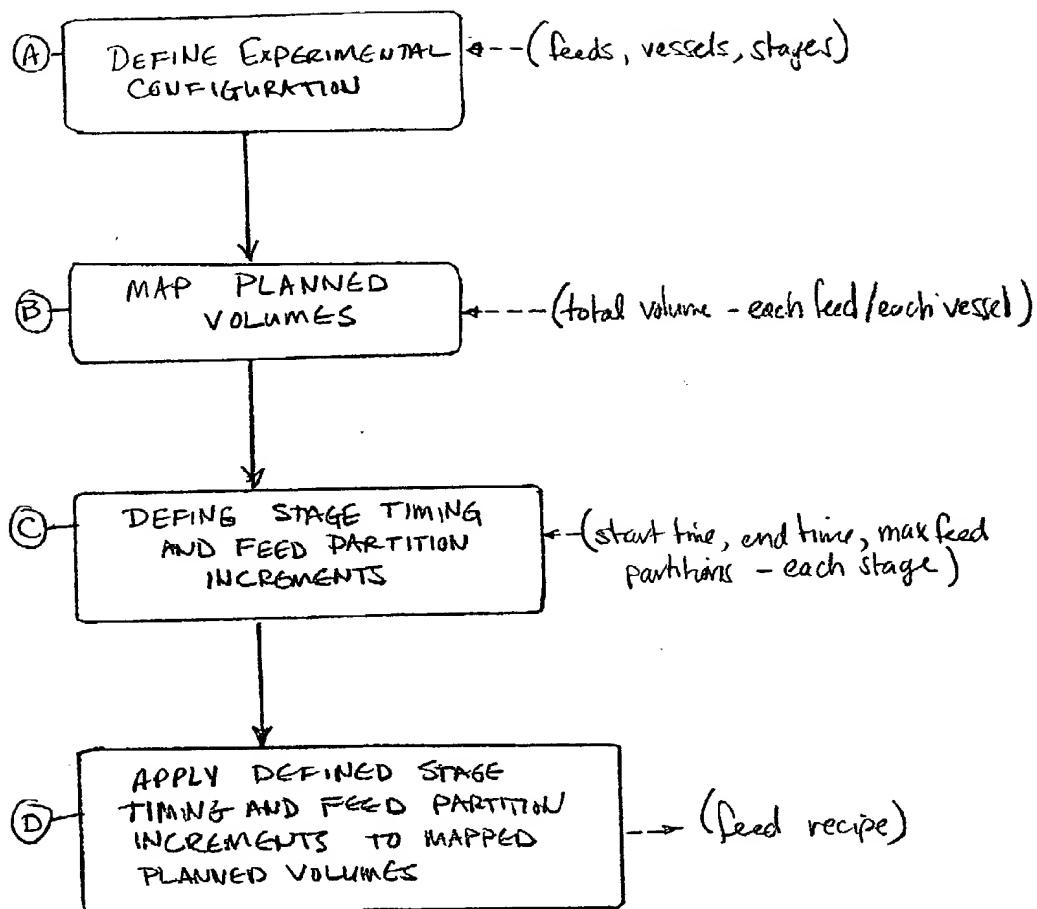 A
DEFINE EXPERIMENTAL
CONFIGURATION
(feeds, vessels, stages)
B
MAP PLANNED
VOLUMES
(total volume - each feed/each vessel)
C
DEFINE STAGE TIMING
AND FEED PARTITION
INCREMENTS
(start time, end time, max feed
partitions - each stage)
D
APPLY DEFINED STAGE
TIMING AND FEED PARTITION
INCREMENTS TO MAPPED
PLANNED VOLUMES
(feed recipe)